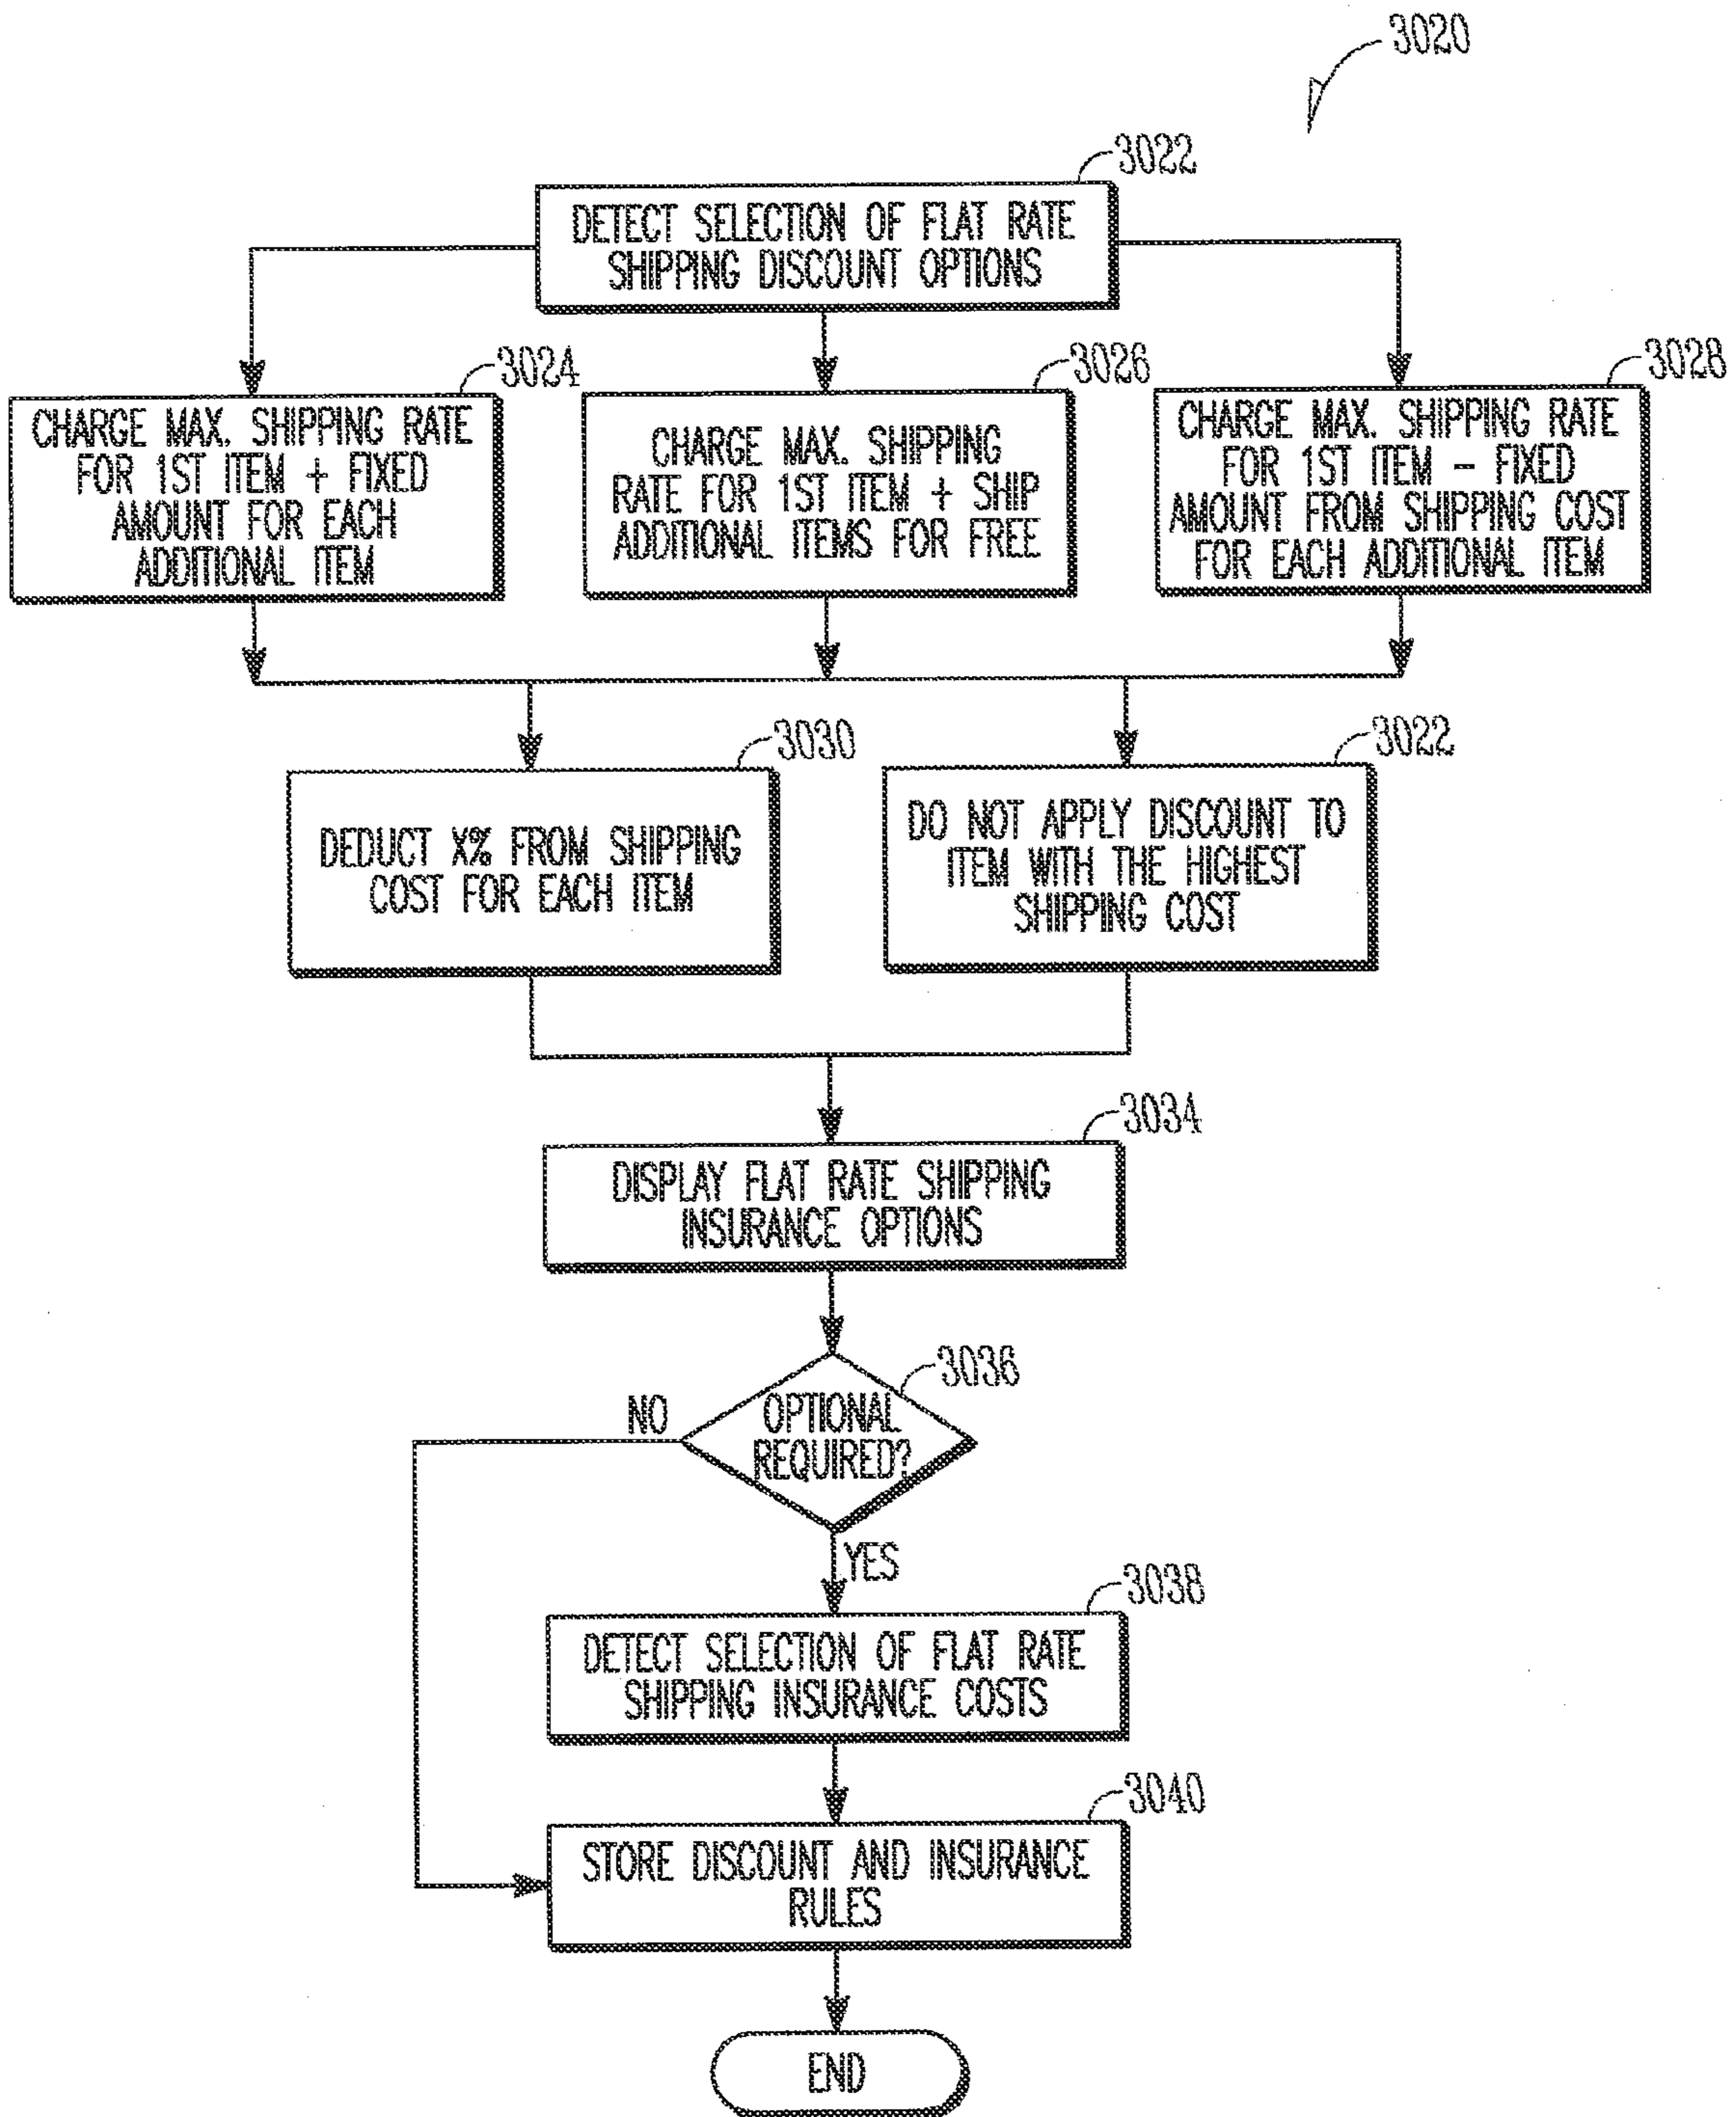 3020
3022
DETECT SELECTION OF FLAT RATE
SHIPPING DISCOUNT OPTIONS
3024
CHARGE MAX. SHIPPING RATE
FOR 1ST ITEM + FIXED
AMOUNT FOR EACH
ADDITIONAL ITEM
3026
CHARGE MAX. SHIPPING
RATE FOR 1ST ITEM + SHIP
ADDITIONAL ITEMS FOR FREE
3028
CHARGE MAX. SHIPPING RATE
FOR 1ST ITEM - FIXED
AMOUNT FROM SHIPPING COST
FOR EACH ADDITIONAL ITEM
3030
DEDUCT X% FROM SHIPPING
COST FOR EACH ITEM
3022
DO NOT APPLY DISCOUNT TO
ITEM WITH THE HIGHEST
SHIPPING COST
3034
DISPLAY FLAT RATE SHIPPING
INSURANCE OPTIONS
3036
OPTIONAL
REQUIRED?
NO
YES
3038
DETECT SELECTION OF FLAT RATE
SHIPPING INSURANCE COSTS
3040
STORE DISCOUNT AND INSURANCE
RULES
END